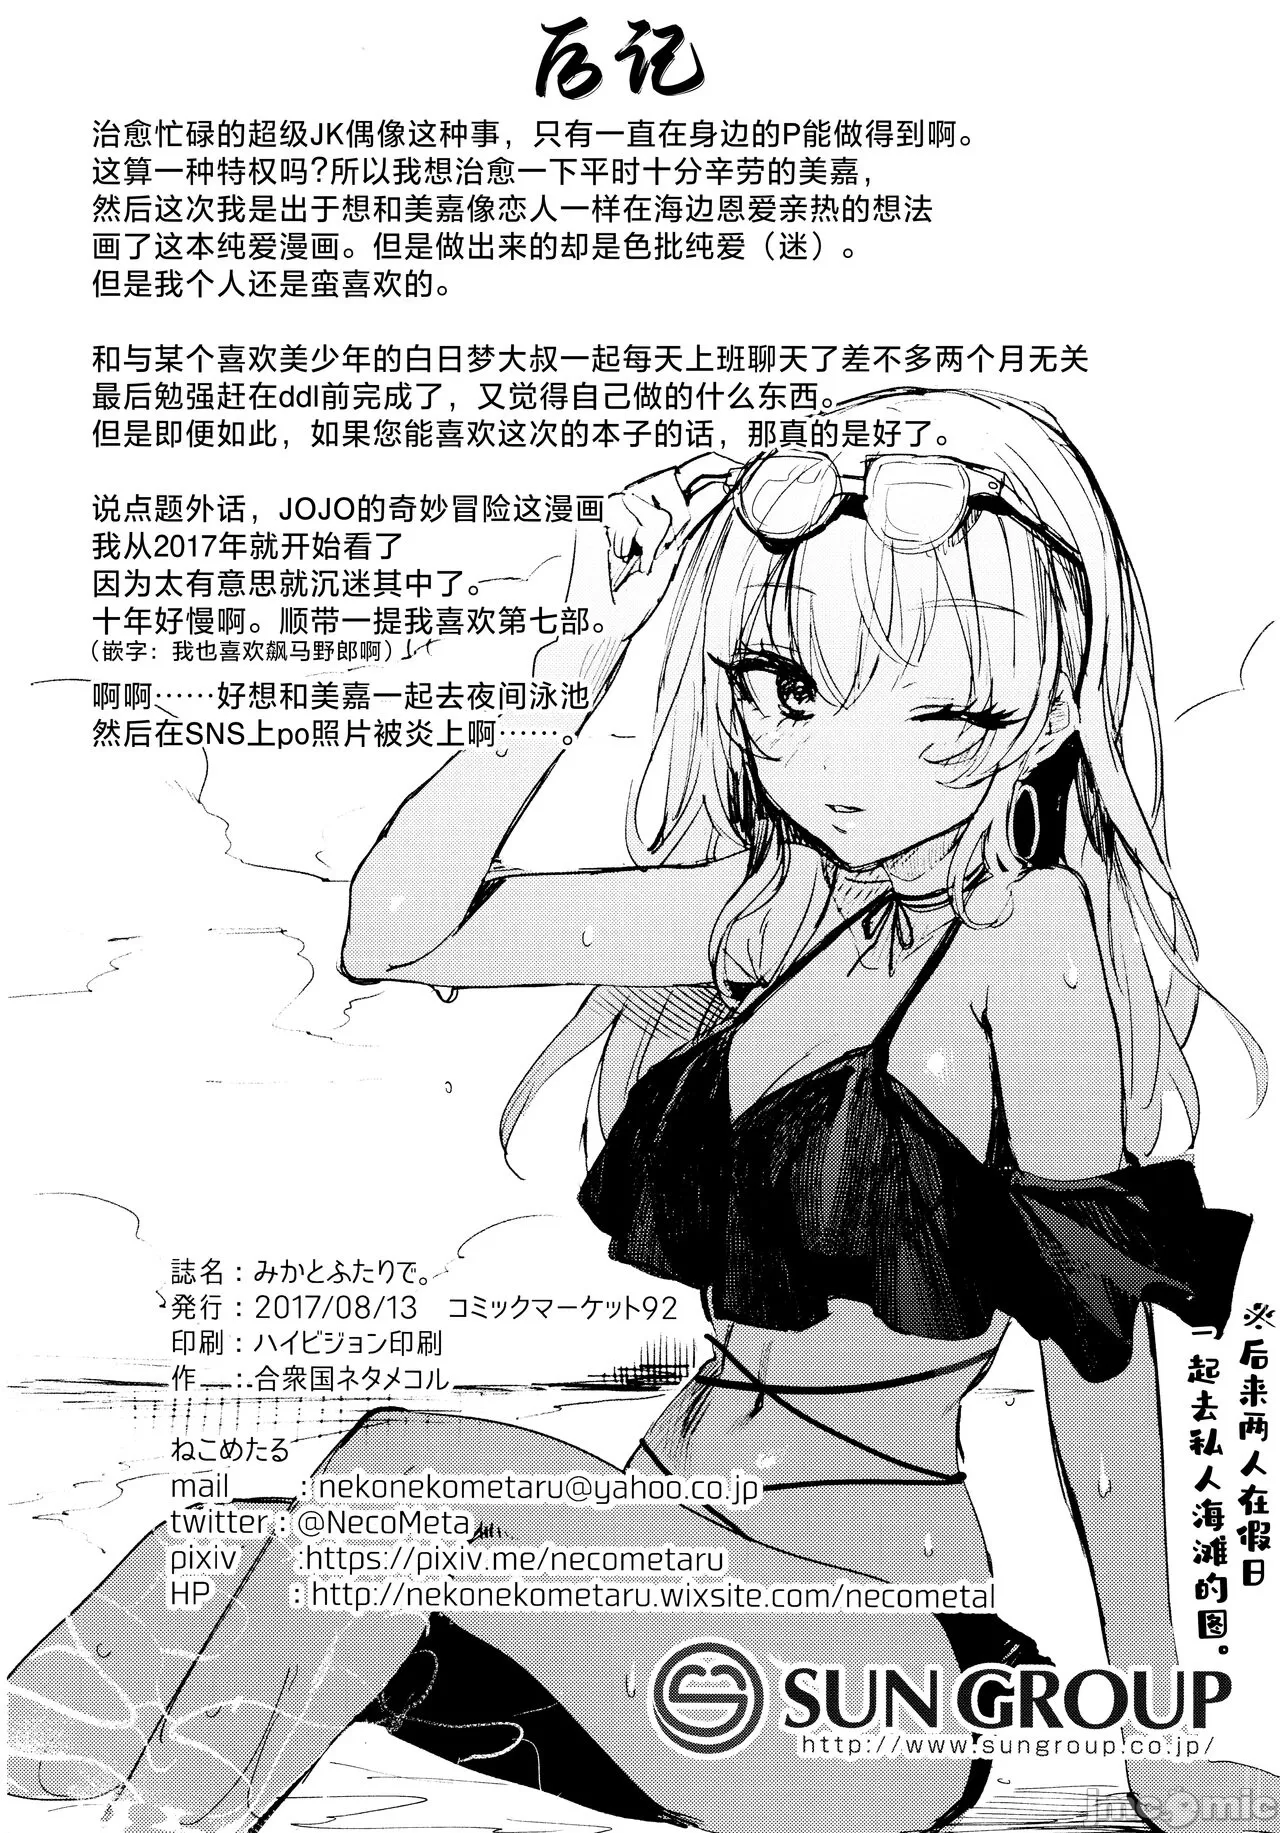 后记
治愈忙碌的超级JK偶像这种事，只有一直在身边的P能做得到啊。
这算一种特权吗?所以我想治愈一下平时十分辛劳的美嘉，
然后这次我是出于想和美嘉像恋人一样在海边恩爱亲热的想法
画了这本纯爱漫画。但是做出来的却是色批纯爱（迷）。
但是我个人还是蛮喜欢的。
和与某个喜欢美少年的白日梦大叔一起每天上班聊天了差不多两个月无关
最后勉强赶在ddl前完成了，又觉得自己做的什么东西。
但是即便如此，如果您能喜欢这次的本子的话，那真的是好了。
说点题外话，JOJO的奇妙冒险这漫画
我从2017年就开始看了
因为太有意思就沉迷其中了。
十年好慢啊。顺带一提我喜欢第七部。
（嵌字：我也喜欢飙马野郎啊）
啊啊……好想和美嘉一起去夜间泳池
然后在SNS上po照片被炎上啊……。
誌名：みかとふたりで。
発行：2017/08/13　コミックマーケット92
印刷：ハイビジョン印刷
作　：合衆国ネタメコル
ねこめたる
mail : nekonekometaru@yahoo.co.jp
twitter : @NecoMeta
pixiv :https://pixiv.me/necometaru
HP : http://nekonekometaru.wixsite.com/necometal
※后来两人在假日
一起去私人海滩的图。
SUN GROUP
http://www.sungroup.co.jp/
Incomic